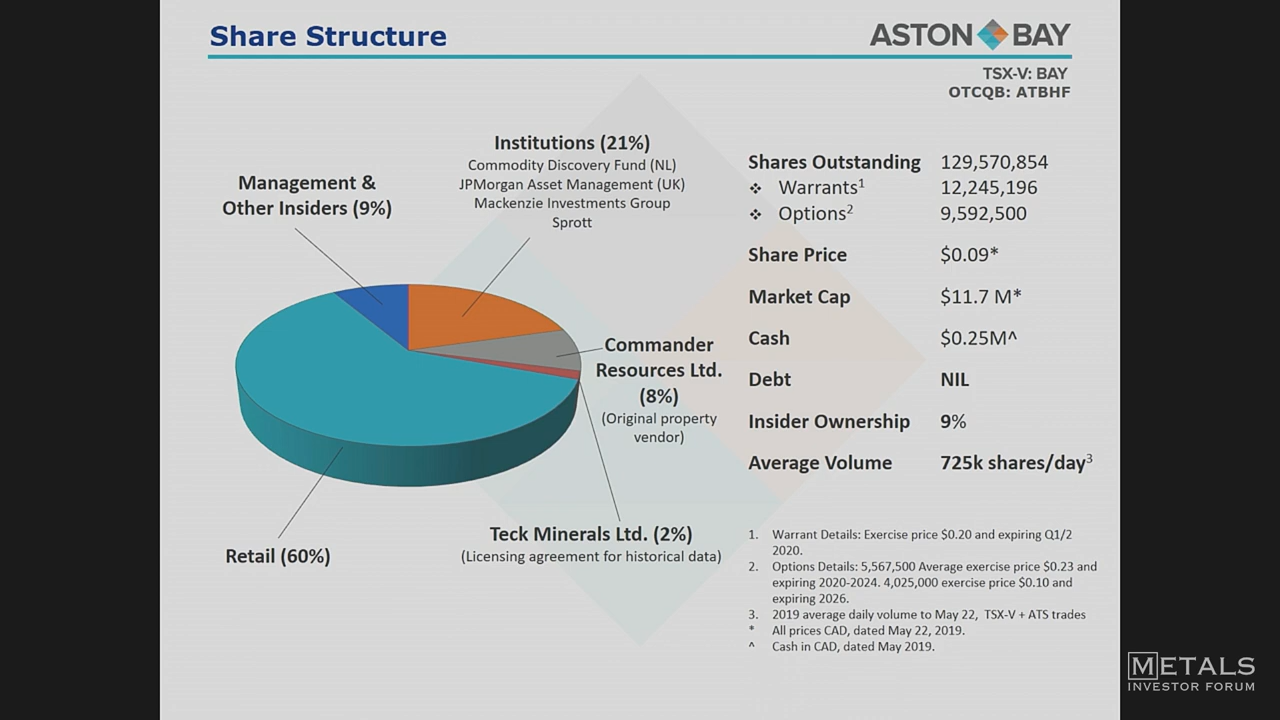 Share Structure
ASTON BAY
TSX-V: BAY
OTCQB: ATBHF
Institutions (21%)
Commodity Discovery Fund (NL)
JPMorgan Asset Management (UK)
Mackenzie Investments Group
Sprott
Management &
Other Insiders (9%)
Commander
Resources Ltd.
(8%)
(Original property
vendor)
Teck Minerals Ltd. (2%)
(Licensing agreement for historical data)
Retail (60%)
Shares Outstanding 129,570,854
❖ Warrants1 12,245,196
❖ Options2 9,592,500
Share Price $0.09*
Market Cap $11.7 M*
Cash $0.25M^
Debt NIL
Insider Ownership 9%
Average Volume 725k shares/day3
1. Warrant Details: Exercise price $0.20 and expiring Q1/2
2020.
2. Options Details: 5,567,500 Average exercise price $0.23 and
expiring 2020-2024. 4,025,000 exercise price $0.10 and
expiring 2026.
3. 2019 average daily volume to May 22, TSX-V + ATS trades
* All prices CAD, dated May 22, 2019.
^ Cash in CAD, dated May 2019.
METALS
INVESTOR FORUM